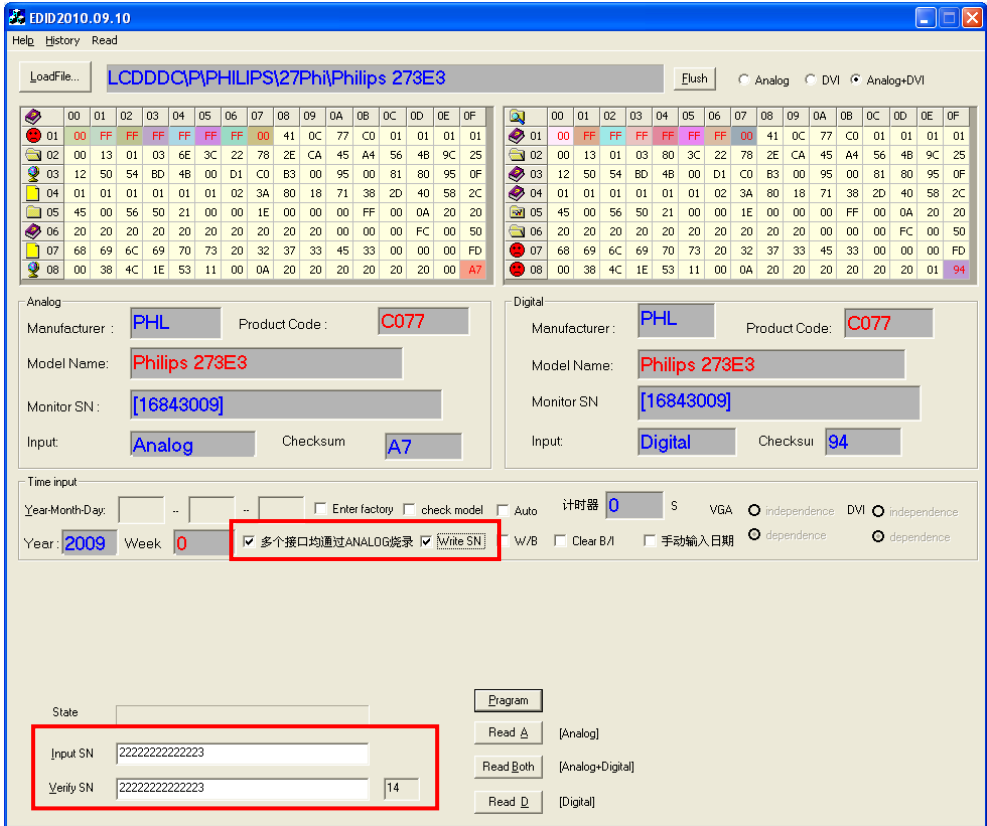 EDID2010.09.10
Help History Read
LoadFile... LCDDDC\P\PHILIPS\27Phi\Philips 273E3 Flush Analog DVI Analog+DVI
00 01 02 03 04 05 06 07 08 09 0A 0B 0C 0D 0E 0F
01 00 FF FF FF FF FF FF 00 41 0C 77 C0 01 01 01 01
02 00 13 01 03 6E 3C 22 78 2E CA 45 A4 56 4B 9C 25
03 12 50 54 BD 4B 00 D1 C0 B3 00 95 00 81 80 95 0F
04 01 01 01 01 01 01 02 3A 80 18 71 38 2D 40 58 2C
05 45 00 56 50 21 00 00 1E 00 00 00 FF 00 0A 20 20
06 20 20 20 20 20 20 20 20 20 20 00 00 00 FC 00 50
07 68 69 6C 69 70 73 20 32 37 33 45 33 00 00 00 FD
08 00 38 4C 1E 53 11 00 0A 20 20 20 20 20 20 00 A7
00 01 02 03 04 05 06 07 08 09 0A 0B 0C 0D 0E 0F
01 00 FF FF FF FF FF FF 00 41 0C 77 C0 01 01 01 01
02 00 13 01 03 80 3C 22 78 2E CA 45 A4 56 4B 9C 25
03 12 50 54 BD 4B 00 D1 C0 B3 00 95 00 81 80 95 0F
04 01 01 01 01 01 01 02 3A 80 18 71 38 2D 40 58 2C
05 45 00 56 50 21 00 00 1E 00 00 00 FF 00 0A 20 20
06 20 20 20 20 20 20 20 20 20 20 00 00 00 FC 00 50
07 68 69 6C 69 70 73 20 32 37 33 45 33 00 00 00 FD
08 00 38 4C 1E 53 11 00 0A 20 20 20 20 20 20 01 94
Analog
Manufacturer : PHL Product Code : C077
Model Name: Philips 273E3
Monitor SN : [16843009]
Input: Analog Checksum A7
Digital
Manufacturer : PHL Product Code: C077
Model Name: Philips 273E3
Monitor SN [16843009]
Input: Digital Checksui 94
Time input
Year-Month-Day: -- -- Enter factory check model Auto 计时器 0 S VGA independence DVI independence
Year: 2009 Week 0 多个接口均通过ANALOG烧录 Write SN W/B Clear B/I 手动输入日期 dependence dependence
Pragram
State
Read A [Analog]
Input SN 22222222222223
Read Both [Analog+Digital]
Verify SN 22222222222223 14
Read D [Digital]